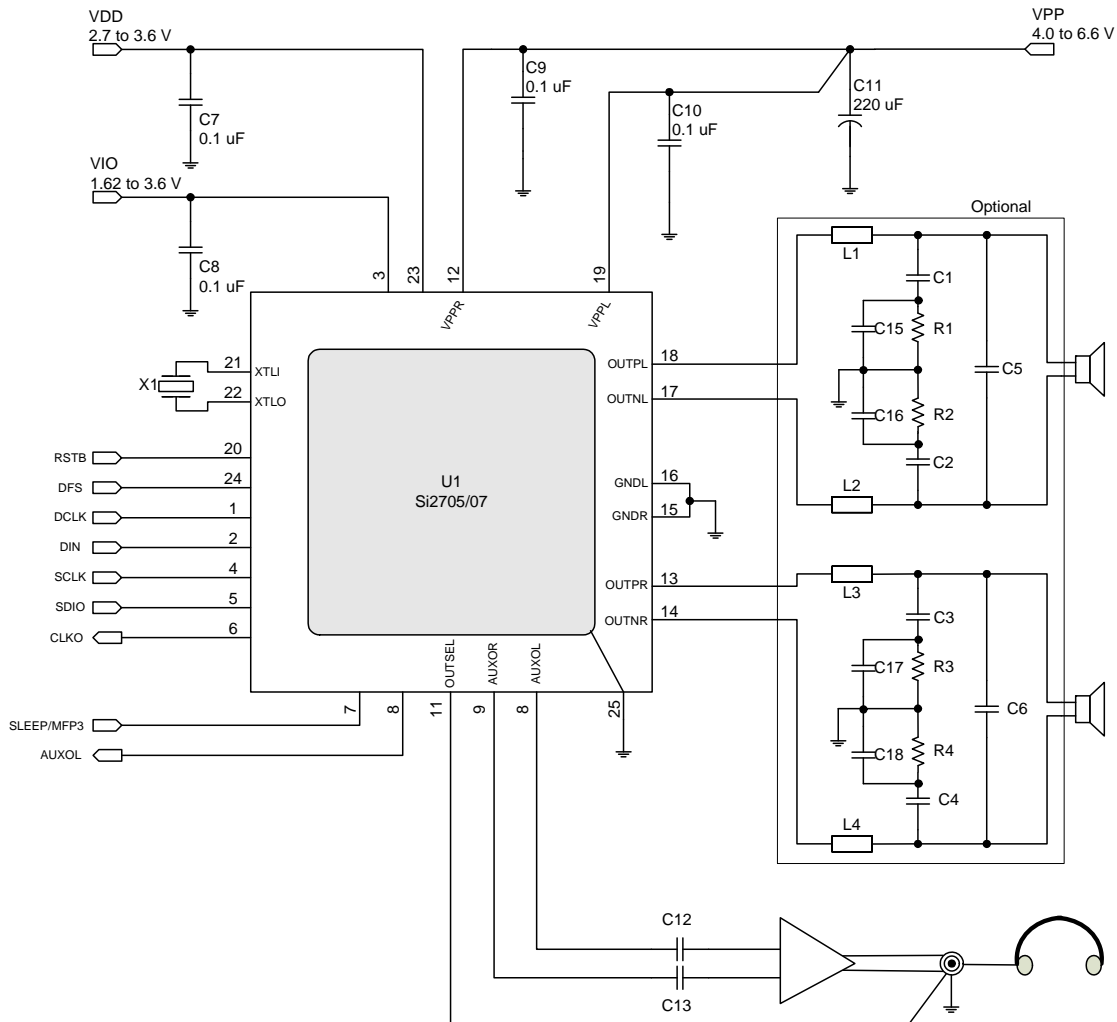 VDD
2.7 to 3.6 V
VPP
4.0 to 6.6 V
C9
0.1 uF
C11
220 uF
C10
0.1 uF
C7
0.1 uF
VIO
1.62 to 3.6 V
C8
0.1 uF
Optional
3
23
12
19
VPPR
VPPL
L1
C1
C15
R1
C5
C16
R2
C2
L2
X1
21
XTLI
22
XTLO
OUTPL
18
OUTNL
17
RSTB
20
DFS
24
DCLK
1
DIN
2
SCLK
4
SDIO
5
CLKO
6
U1
Si2705/07
GNDL
16
GNDR
15
OUTPR
13
OUTNR
14
L3
C3
C17
R3
C6
C18
R4
C4
L4
OUTSEL
AUXOR
AUXOL
7
8
11
9
8
25
SLEEP/MFP3
AUXOL
C12
C13